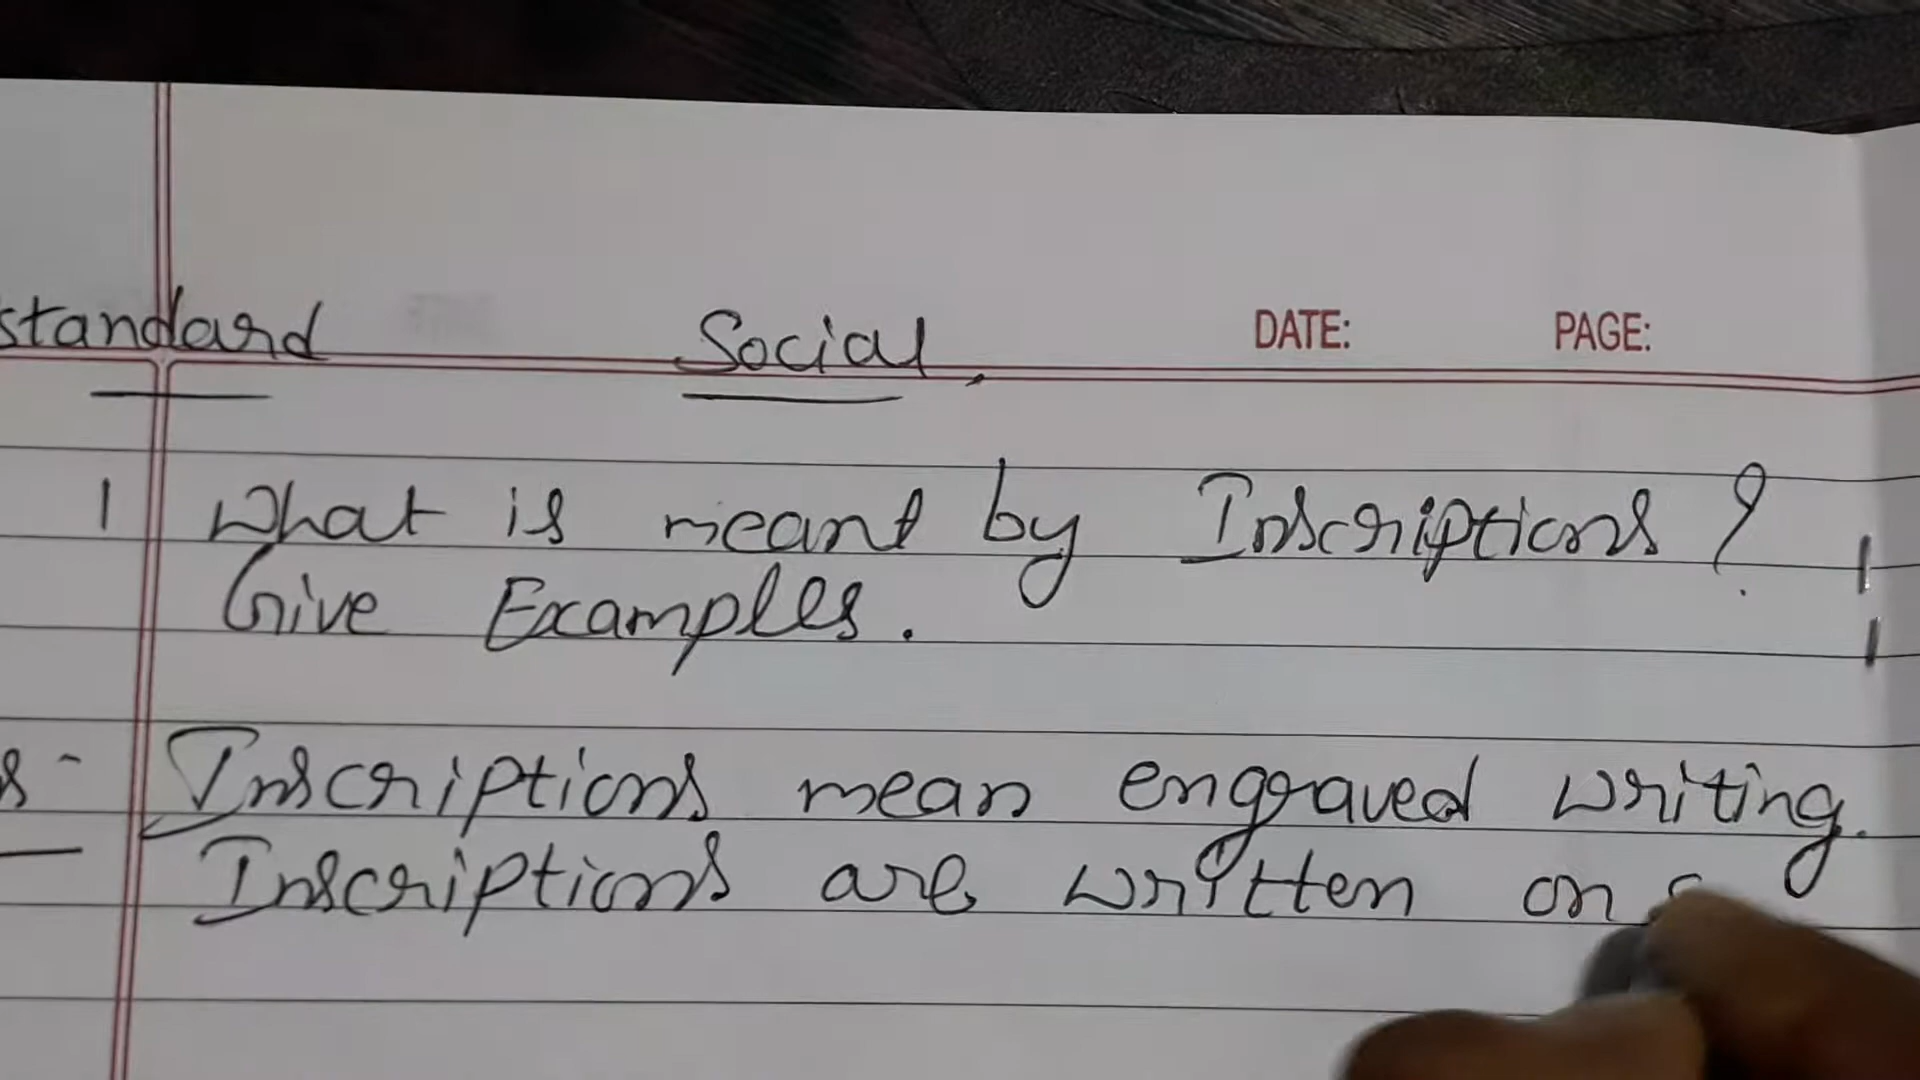 standard Social. DATE: PAGE:
1 What is meant by Inscriptions?
Give Examples.
s- Inscriptions mean engraved writing.
Inscriptions are written on s